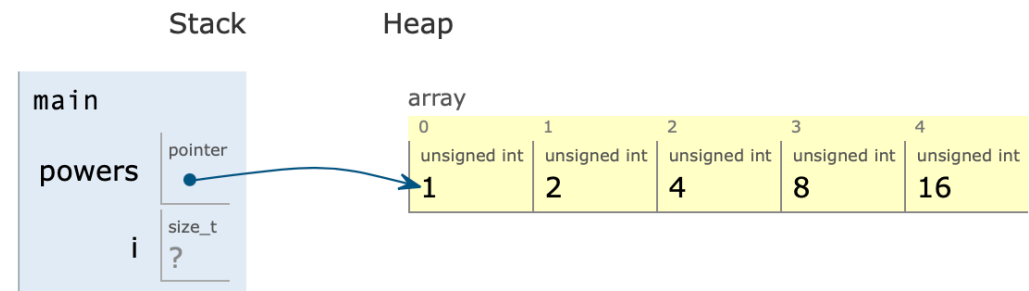 Stack Heap
main
array
0 1 2 3 4
powers pointer
unsigned int unsigned int unsigned int unsigned int unsigned int
1 2 4 8 16
i size_t
?